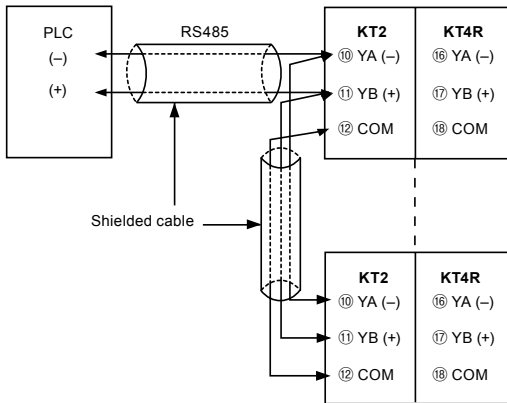 PLC
(–)
(+)
RS485
KT2
KT4R
⑩ YA (–)
⑯ YA (–)
⑪ YB (+)
⑰ YB (+)
⑫ COM
⑱ COM
Shielded cable
KT2
KT4R
⑩ YA (–)
⑯ YA (–)
⑪ YB (+)
⑰ YB (+)
⑫ COM
⑱ COM